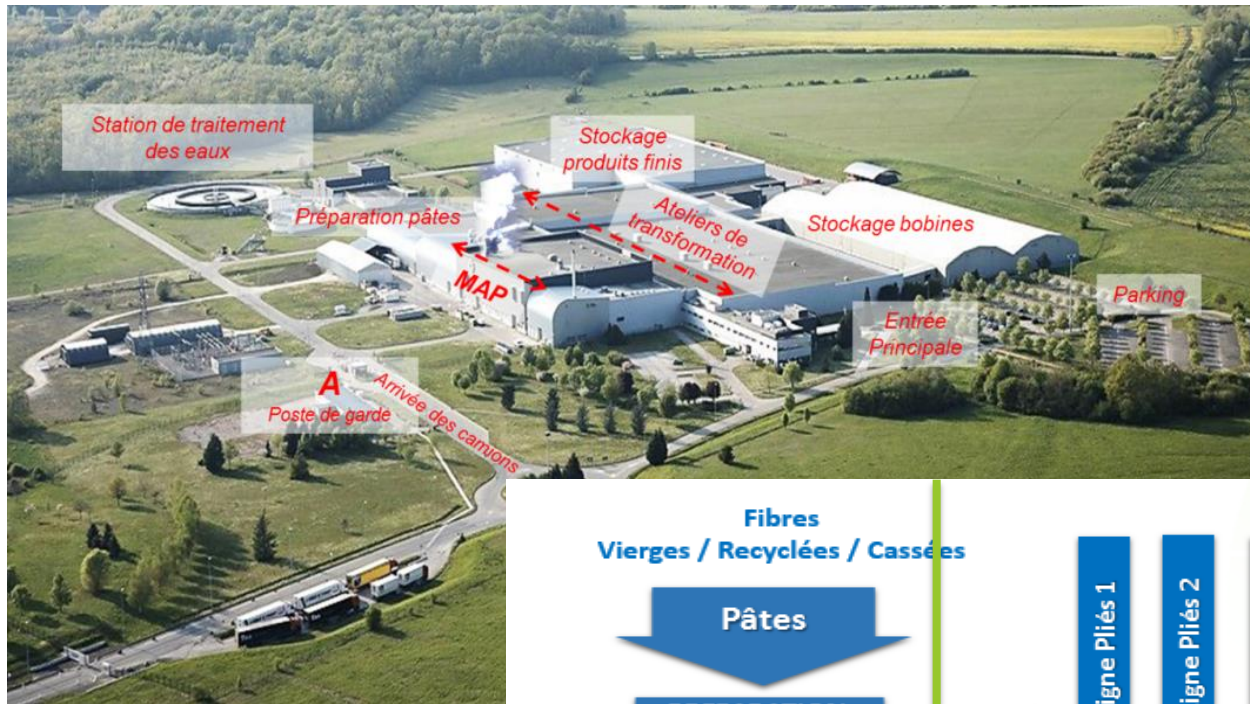 Station de traitement
des eaux
Stockage
produits finis
Préparation pâtes
Ateliers de
transformation
Stockage bobines
MAP
Parking
Entrée
Principale
A
Poste de garde
Arrivée des camions
Fibres
Vierges / Recyclées / Cassées
Pâtes
igne Pliés 1
igne Pliés 2